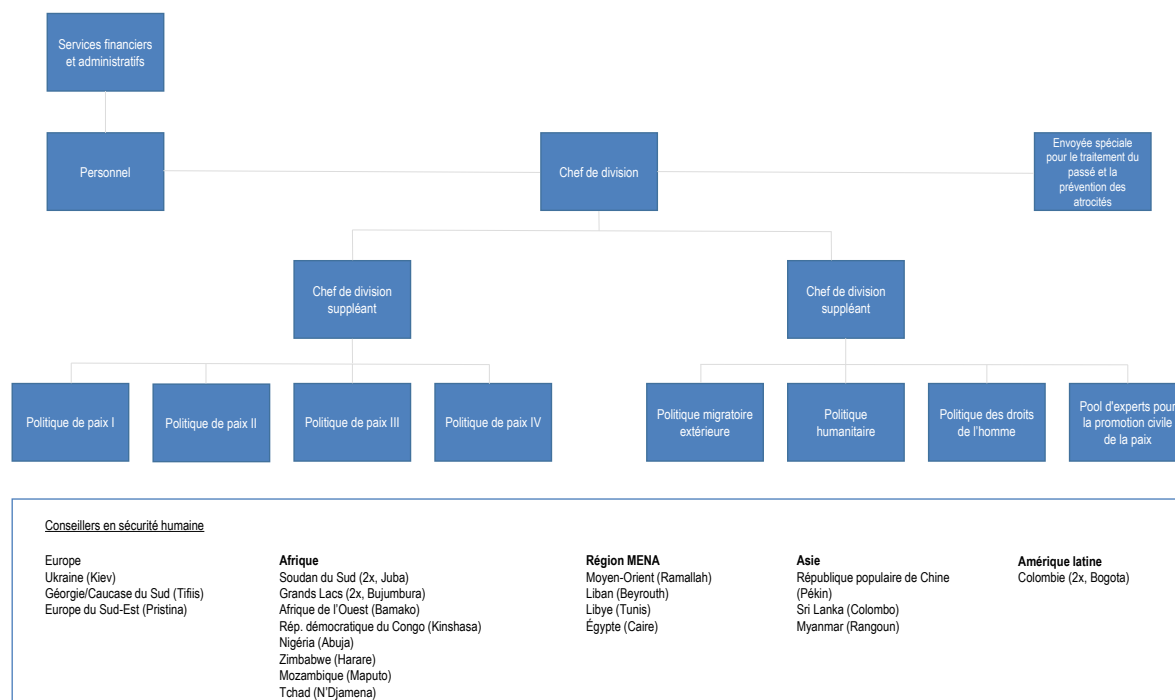 Services financiers
et administratifs
Personnel
Chef de division
Envoyée spéciale
pour le traitement du
passé et la
prévention des
atrocités
Chef de division
suppléant
Chef de division
suppléant
Politique de paix I
Politique de paix II
Politique de paix III
Politique de paix IV
Politique migratoire
extérieure
Politique
humanitaire
Politique des droits
de l'homme
Pool d'experts pour
la promotion civile
de la paix
Conseillers en sécurité humaine
Europe
Ukraine (Kiev)
Géorgie/Caucase du Sud (Tiflis)
Europe du Sud-Est (Pristina)
Afrique
Soudan du Sud (2x, Juba)
Grands Lacs (2x, Bujumbura)
Afrique de l'Ouest (Bamako)
Rép. démocratique du Congo (Kinshasa)
Nigéria (Abuja)
Zimbabwe (Harare)
Mozambique (Maputo)
Tchad (N'Djamena)
Région MENA
Moyen-Orient (Ramallah)
Liban (Beyrouth)
Libye (Tunis)
Égypte (Caire)
Asie
République populaire de Chine
(Pékin)
Sri Lanka (Colombo)
Myanmar (Rangoun)
Amérique latine
Colombie (2x, Bogota)